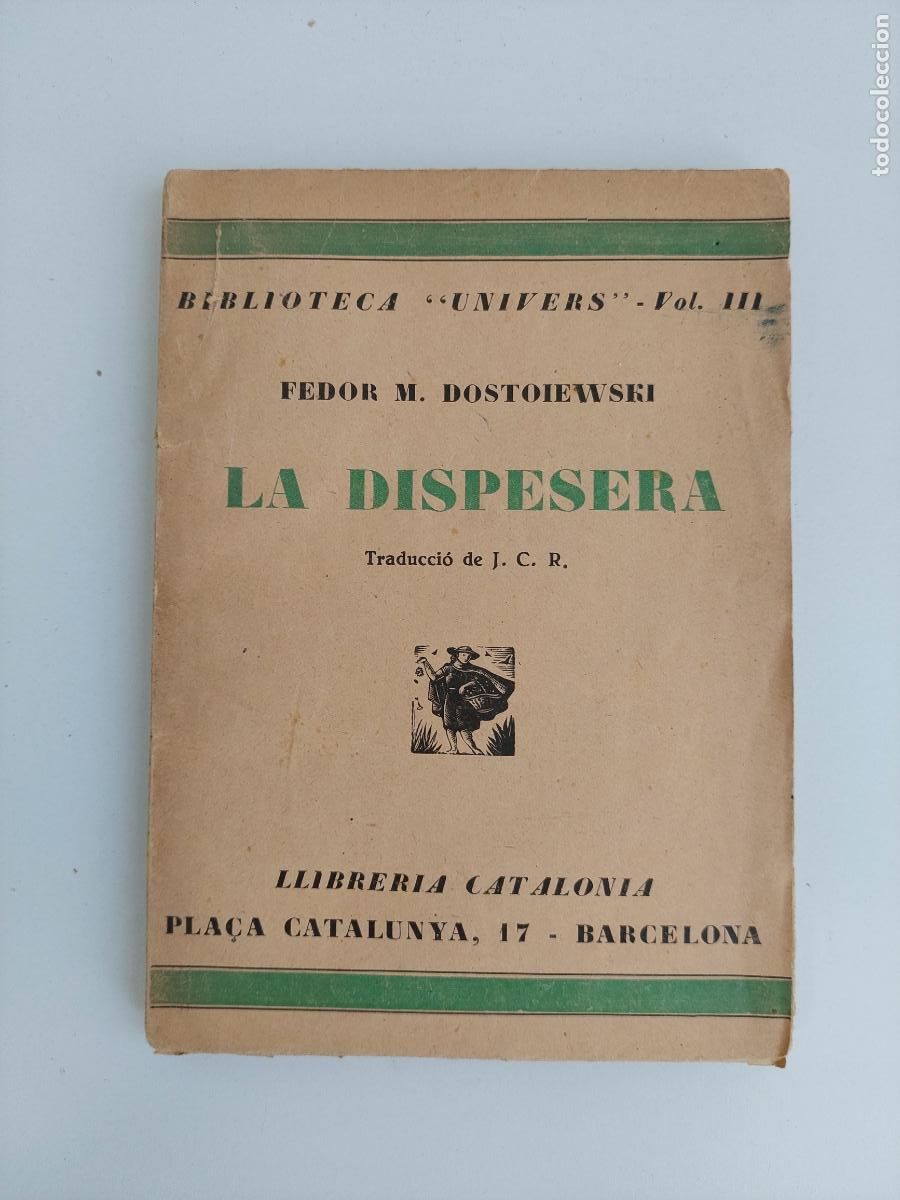 BIBLIOTECA “UNIVERS” - Vol. III
FEDOR M. DOSTOIEWSKI
LA DISPESERA
Traducció de J. C. R.
LLIBRERIA CATALONIA
PLAÇA CATALUNYA, 17 - BARCELONA
todocoleccion